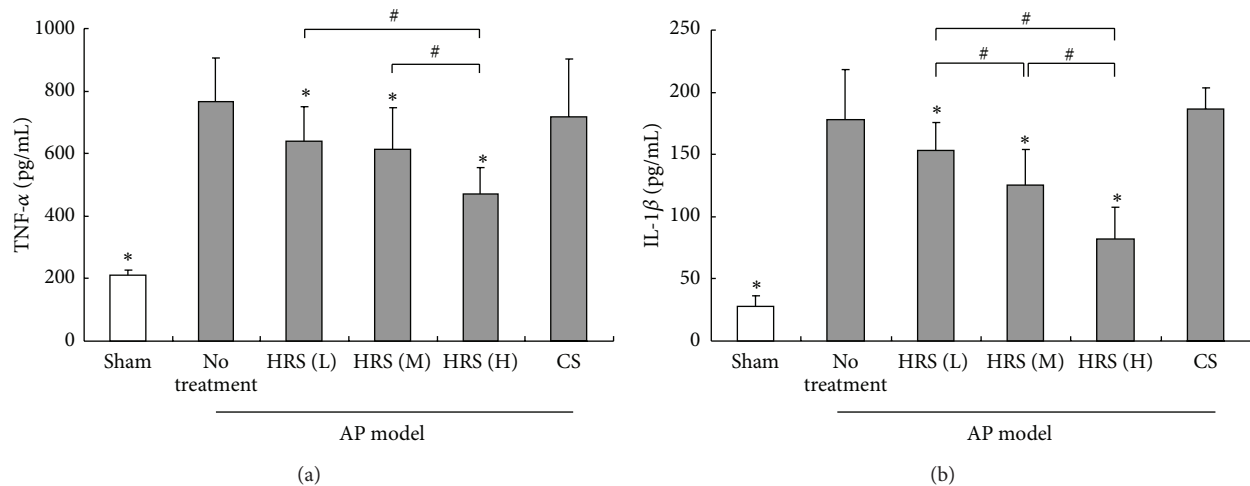 1000
800
600
400
200
0
TNF-α (pg/mL)
#
#
*
*
*
*
Sham
No treatment
HRS (L)
HRS (M)
HRS (H)
CS
AP model
(a)
250
200
150
100
50
0
IL-1β (pg/mL)
#
#
#
*
*
*
*
Sham
No treatment
HRS (L)
HRS (M)
HRS (H)
CS
AP model
(b)